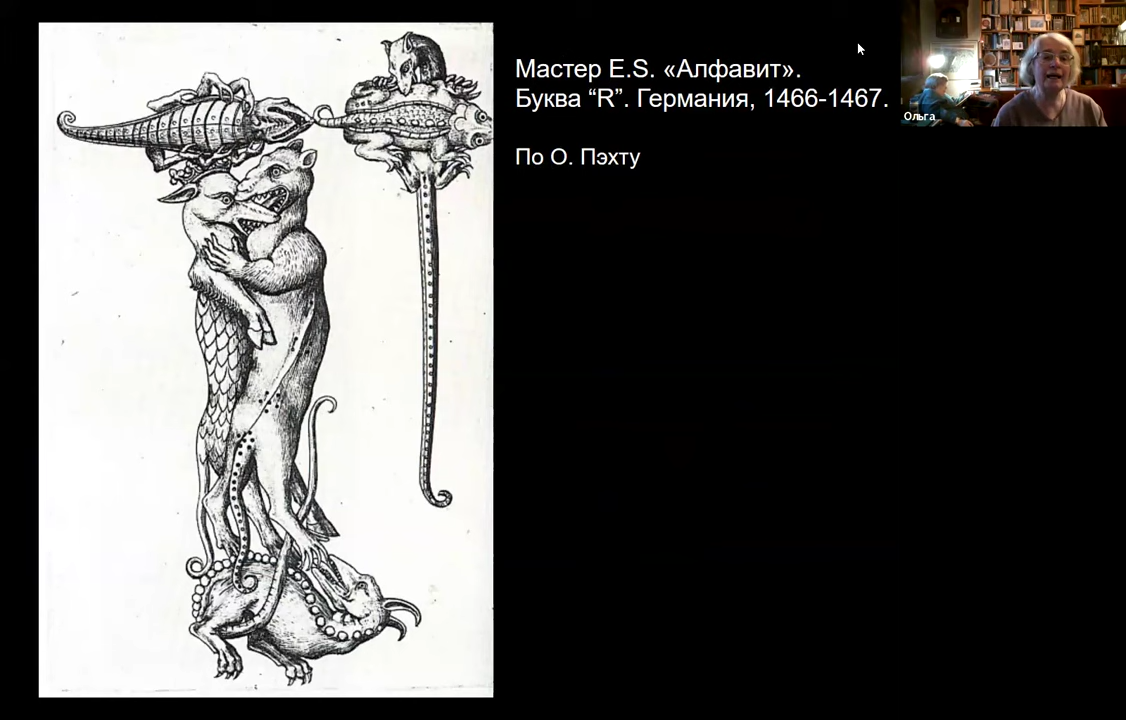 Мастер E.S. «Алфавит».
Буква “R”. Германия, 1466-1467.
По О. Пэхту
Ольга